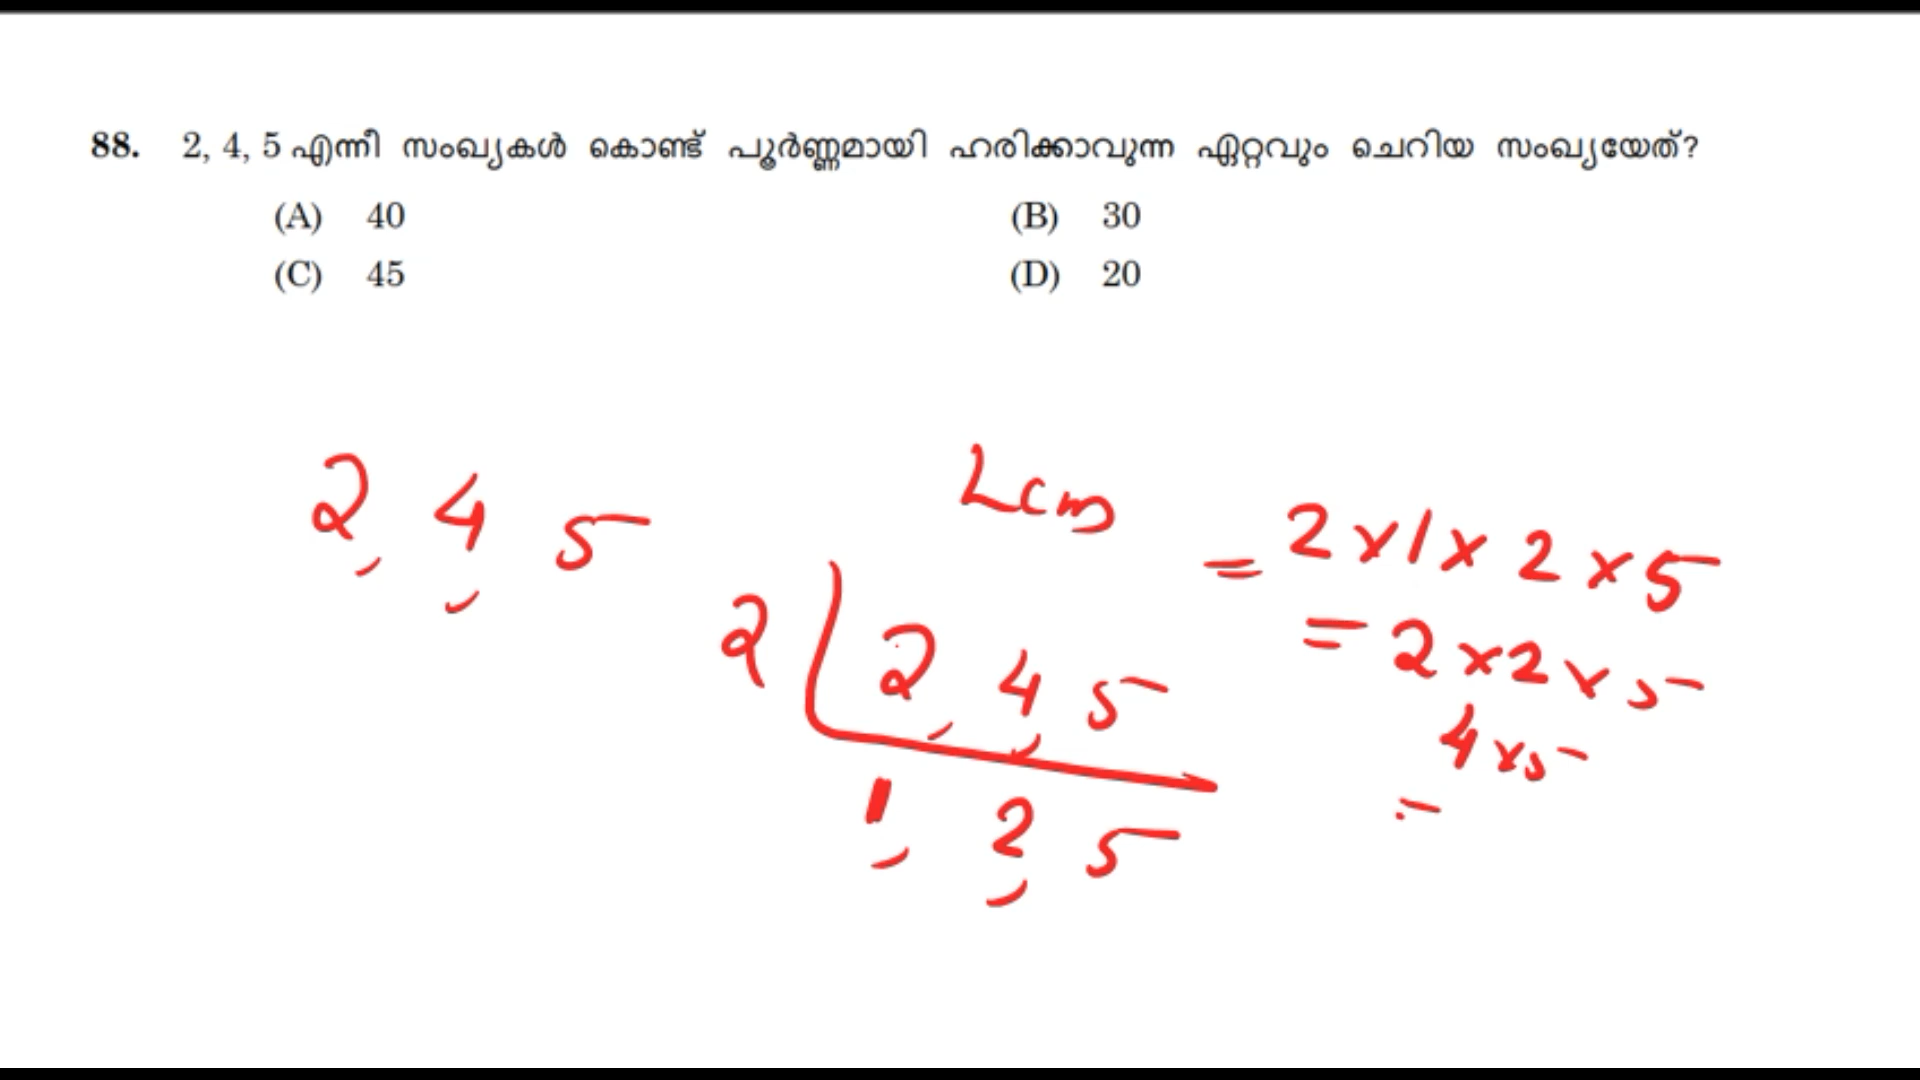 88. 2, 4, 5 എന്നീ സംഖ്യകൾ കൊണ്ട് പൂർണ്ണമായി ഹരിക്കാവുന്ന ഏറ്റവും ചെറിയ സംഖ്യയേത്?
(A) 40 (B) 30
(C) 45 (D) 20
2, 4, 5
Lcm
= 2 x 1 x 2 x 5
2 | 2, 4, 5
= 2 x 2 x 5
4 x 5
1, 2, 5
=